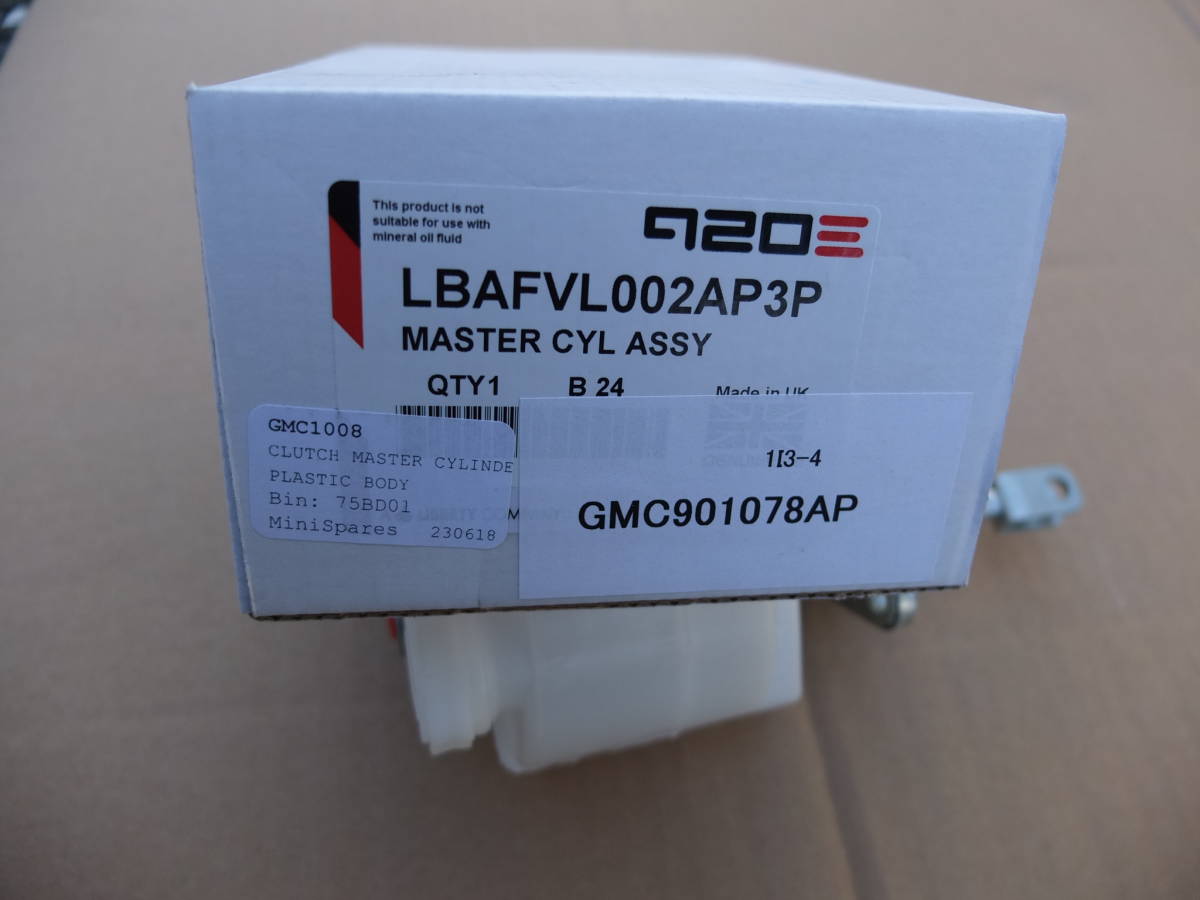 This product is not
suitable for use with
mineral oil fluid
LBAFVL002AP3P
MASTER CYL ASSY
QTY1 B 24
Made in UK
GMC1008
CLUTCH MASTER CYLINDE
PLASTIC BODY
Bin: 75BD01
MiniSpares 230618
1I3-4
GMC901078AP